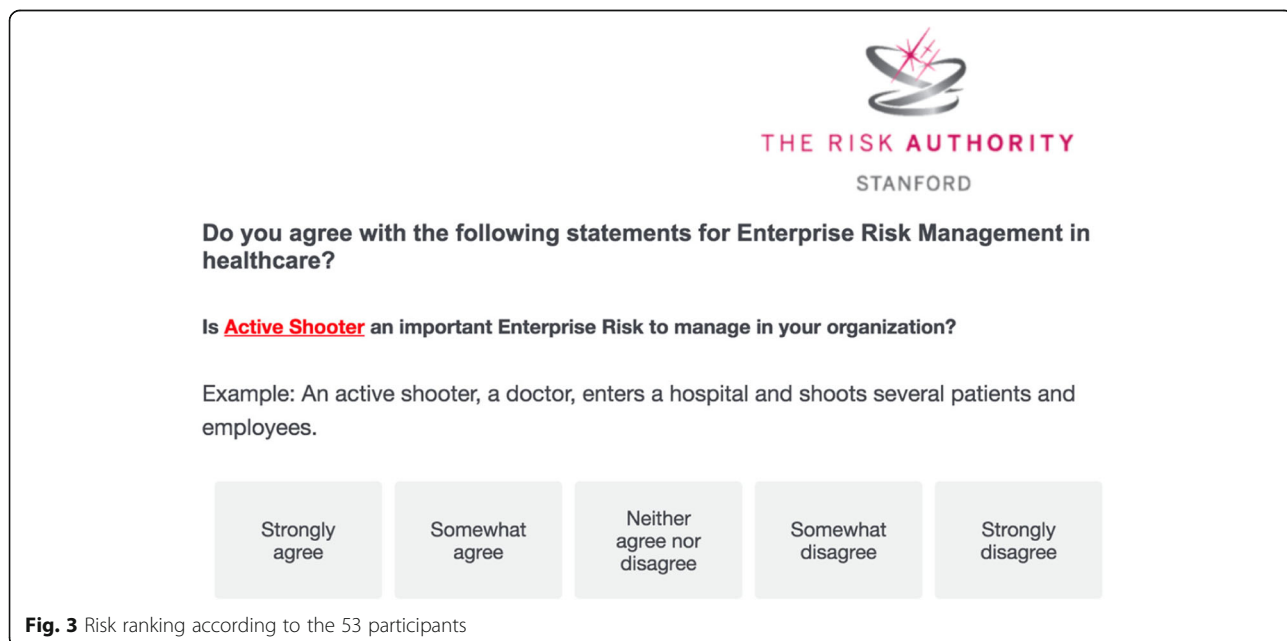 THE RISK AUTHORITY
STANFORD
Do you agree with the following statements for Enterprise Risk Management in
healthcare?
Is Active Shooter an important Enterprise Risk to manage in your organization?
Example: An active shooter, a doctor, enters a hospital and shoots several patients and
employees.
Strongly
agree
Somewhat
agree
Neither
agree nor
disagree
Somewhat
disagree
Strongly
disagree
Fig. 3 Risk ranking according to the 53 participants